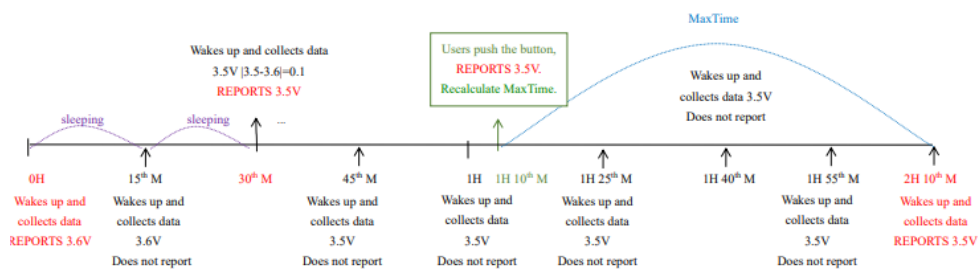 MaxTime
Wakes up and collects data
3.5V |3.5-3.6|=0.1
REPORTS 3.5V
Users push the button,
REPORTS 3.5V.
Recalculate MaxTime.
Wakes up and
collects data 3.5V
Does not report
sleeping
sleeping
...
0H
Wakes up and
collects data
REPORTS 3.6V
15th M
Wakes up and
collects data
3.6V
Does not report
30th M
45th M
Wakes up and
collects data
3.5V
Does not report
1H
Wakes up and
collects data
3.5V
Does not report
1H 10th M
1H 25th M
Wakes up and
collects data
3.5V
Does not report
1H 40th M
1H 55th M
Wakes up and
collects data
3.5V
Does not report
2H 10th M
Wakes up and
collects data
REPORTS 3.5V